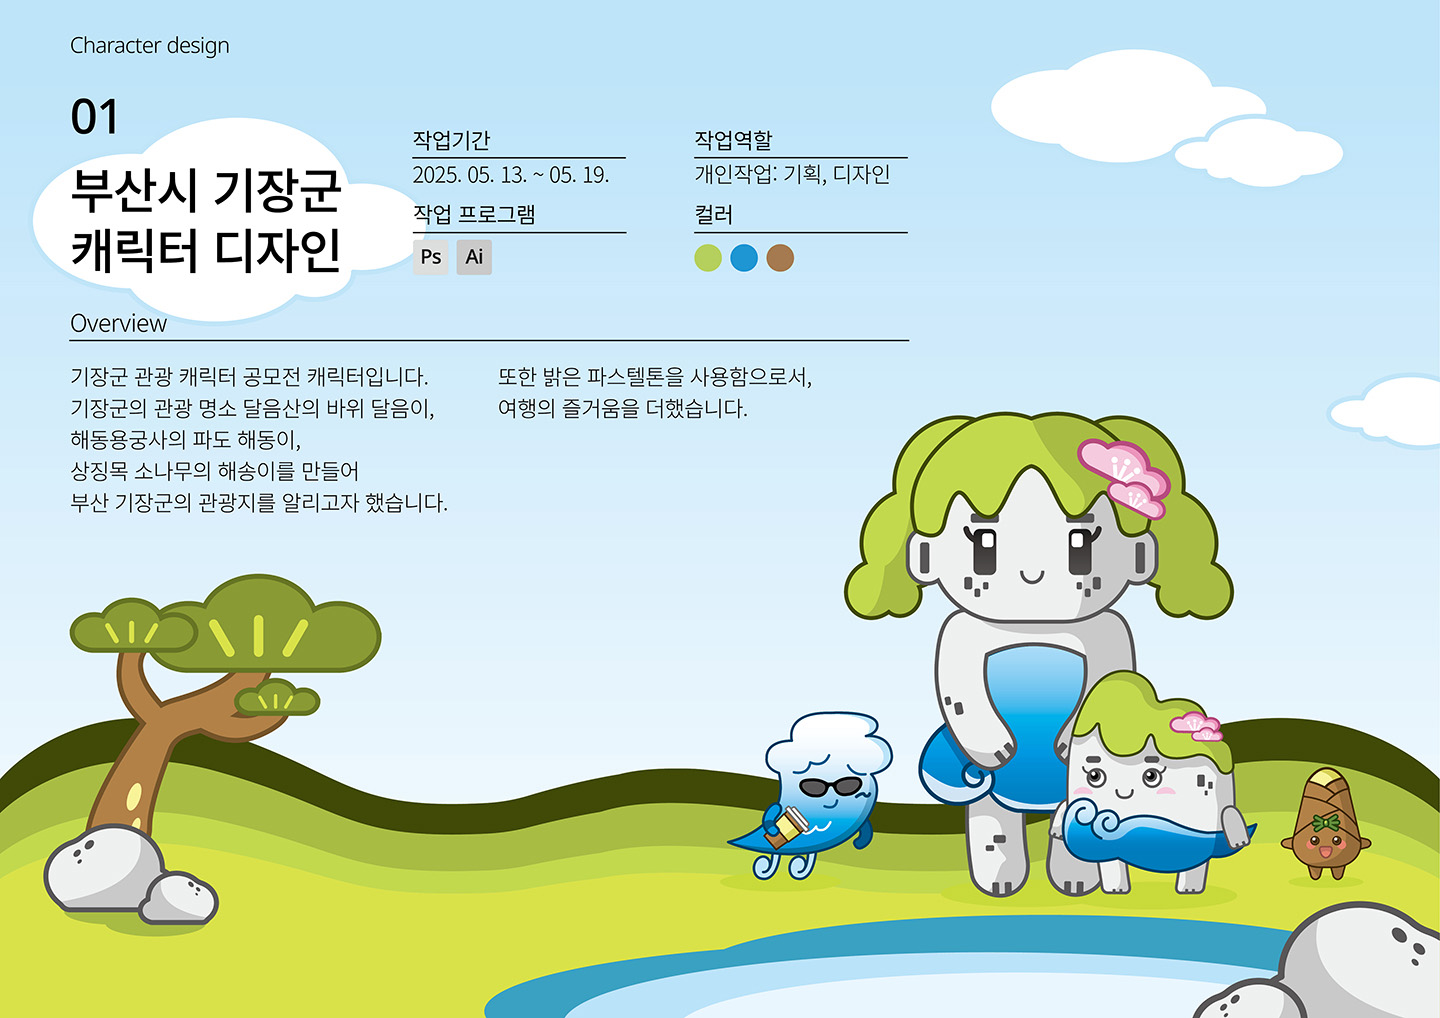 Character design
01
부산시 기장군
캐릭터 디자인
작업기간
2025. 05. 13. ~ 05. 19.
작업 프로그램
Ps Ai
작업역할
개인작업: 기획, 디자인
컬러
Overview
기장군 관광 캐릭터 공모전 캐릭터입니다.
기장군의 관광 명소 달음산의 바위 달음이,
해동용궁사의 파도 해동이,
상징목 소나무의 해송이를 만들어
부산 기장군의 관광지를 알리고자 했습니다.
또한 밝은 파스텔톤을 사용함으로서,
여행의 즐거움을 더했습니다.